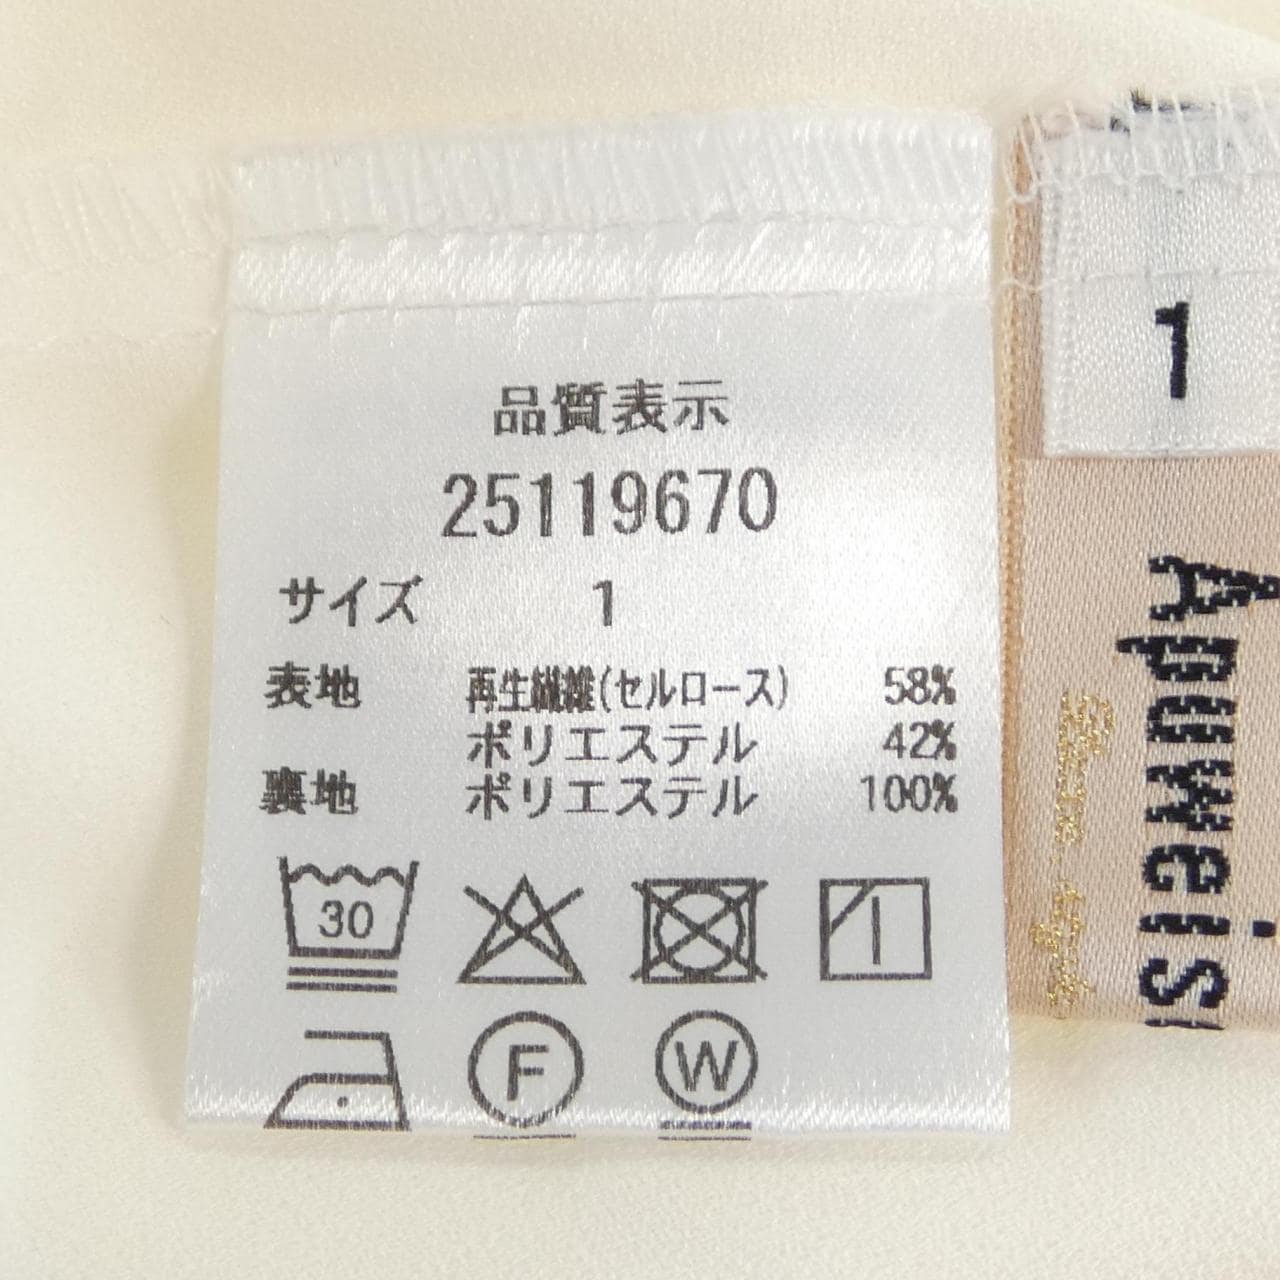 品質表示
25119670
サイズ 1
表地 再生繊維(セルロース) 58%
ポリエステル 42%
裏地 ポリエステル 100%
30
F
W
1
Apuweis